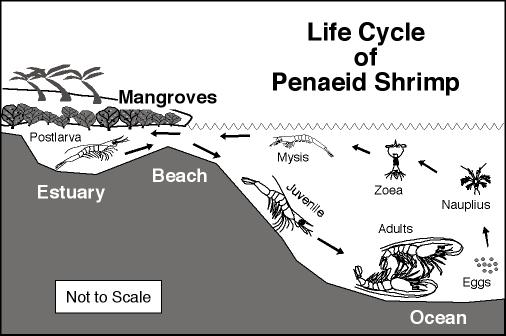 Life Cycle
of
Penaeid Shrimp
Mangroves
Postlarva
Mysis
Zoea
Nauplius
Estuary
Beach
Juvenile
Adults
Eggs
Not to Scale
Ocean